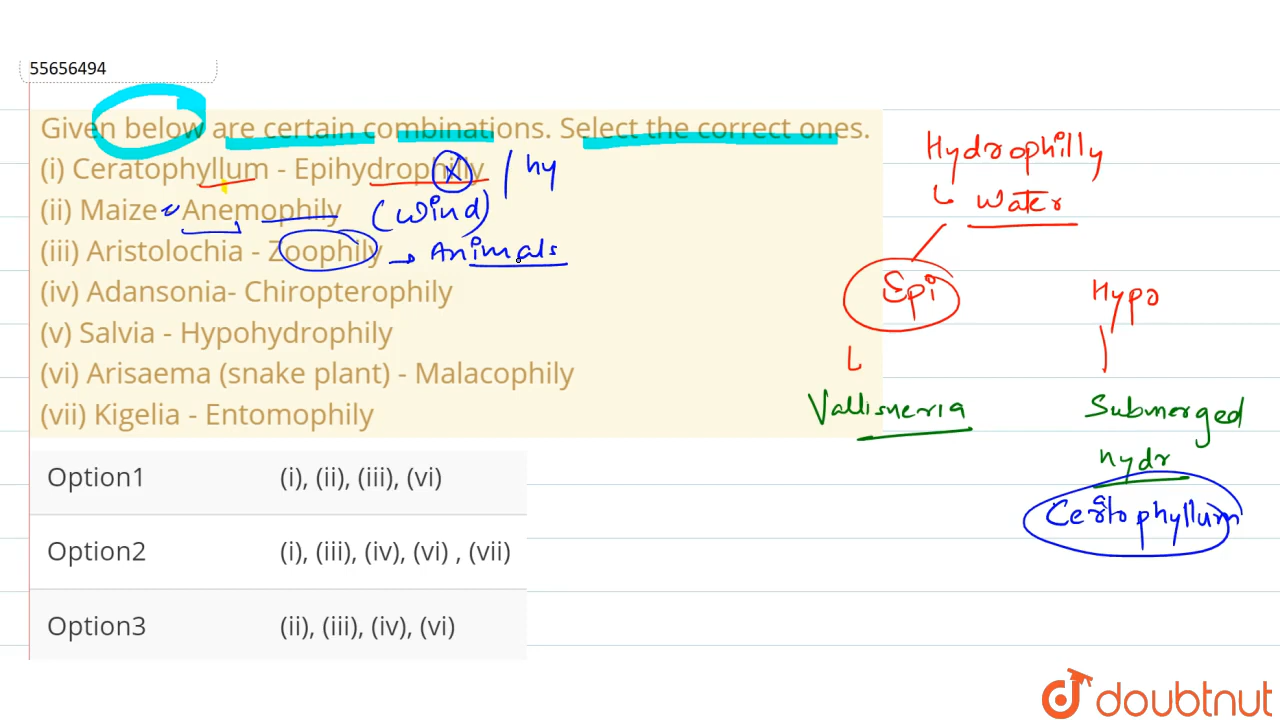 55656494
Given below are certain combinations. Select the correct ones.
(i) Ceratophyllum - Epihydrophilly x / hy
(ii) Maize - Anemophily (Wind)
(iii) Aristolochia - Zoophily → Animals
(iv) Adansonia- Chiropterophily
(v) Salvia - Hypohydrophily
(vi) Arisaema (snake plant) - Malacophily
(vii) Kigelia - Entomophily
Option1 (i), (ii), (iii), (vi)
Option2 (i), (iii), (iv), (vi) , (vii)
Option3 (ii), (iii), (iv), (vi)
Hydrophilly
Water
Epi
Hypo
Vallisneria
Submerged
hydr
Certophyllum
doubtnut